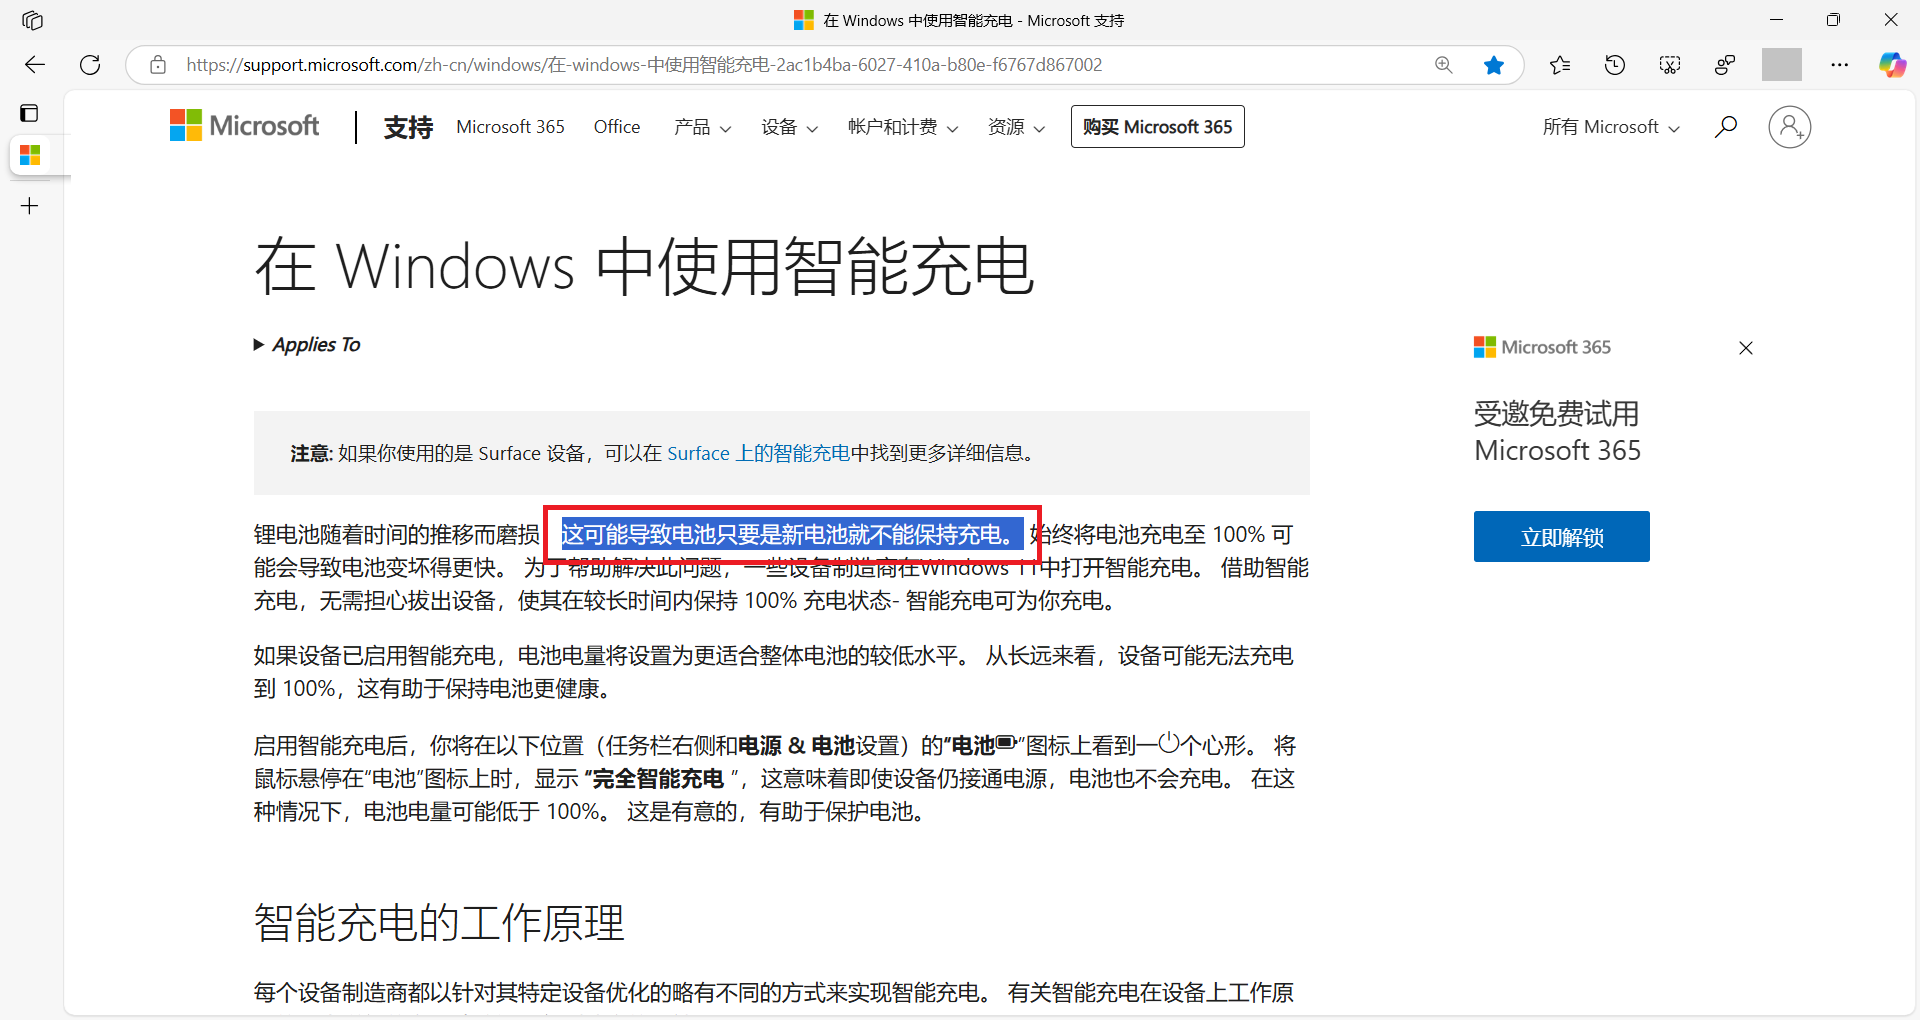 在 Windows 中使用智能充电 - Microsoft 支持
https://support.microsoft.com/zh-cn/windows/在-windows-中使用智能充电-2ac1b4ba-6027-410a-b80e-f6767d867002
Microsoft 支持 Microsoft 365 Office 产品 设备 帐户和计费 资源 购买 Microsoft 365 所有 Microsoft
在 Windows 中使用智能充电
Applies To
注意: 如果你使用的是 Surface 设备，可以在 Surface 上的智能充电中找到更多详细信息。
锂电池随着时间的推移而磨损 这可能导致电池只要是新电池就不能保持充电。 始终将电池充电至 100% 可
能会导致电池变坏得更快。 为了帮助解决此问题，一些设备制造商在Windows 11中打开智能充电。 借助智能
充电，无需担心拔出设备，使其在较长时间内保持 100% 充电状态- 智能充电可为你充电。
如果设备已启用智能充电，电池电量将设置为更适合整体电池的较低水平。 从长远来看，设备可能无法充电
到 100%，这有助于保持电池更健康。
启用智能充电后，你将在以下位置（任务栏右侧和电源 & 电池设置）的“电池”图标上看到一个心形。 将
鼠标悬停在“电池”图标上时，显示 “完全智能充电 ”，这意味着即使设备仍接通电源，电池也不会充电。 在这
种情况下，电池电量可能低于 100%。 这是有意的，有助于保护电池。
智能充电的工作原理
每个设备制造商都以针对其特定设备优化的略有不同的方式来实现智能充电。 有关智能充电在设备上工作原
Microsoft 365
受邀免费试用
Microsoft 365
立即解锁